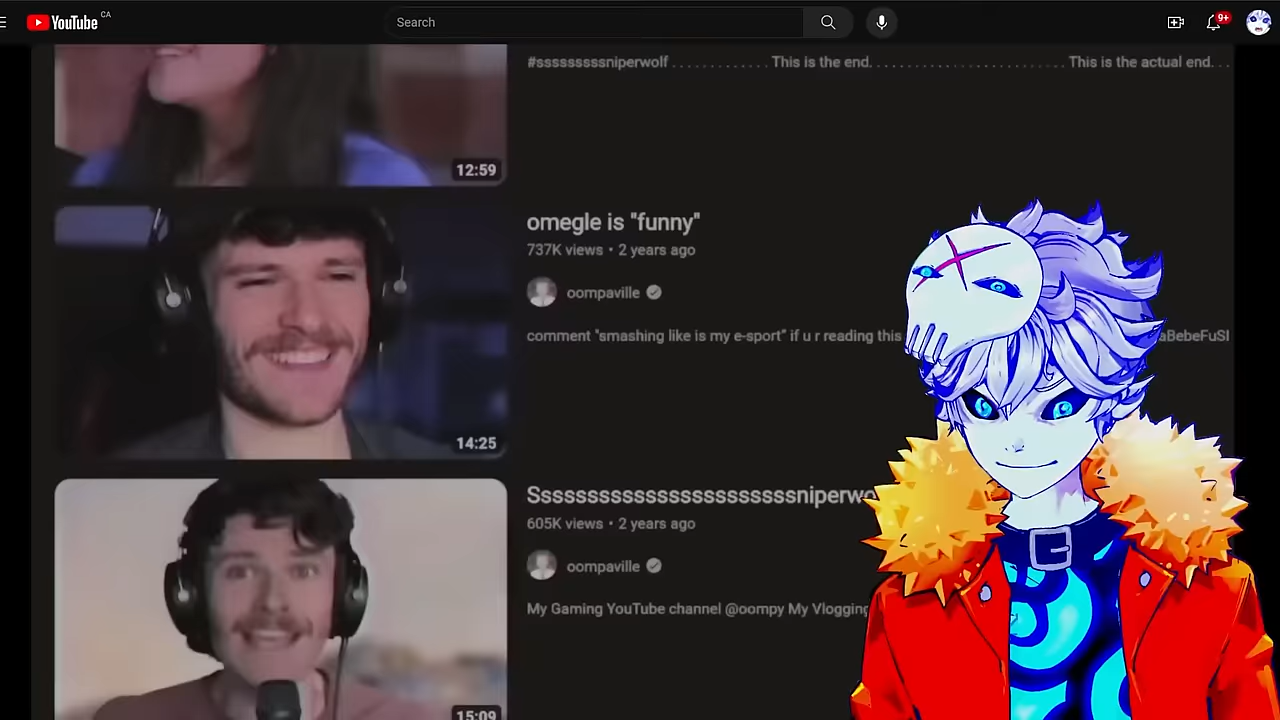 YouTube CA
Search
9+
#sssssssssniperwolf . . . . . . . . . . . . This is the end. . . . . . . . . . . . . . . . . . . . . . . . . This is the actual end. . .
12:59
omegle is "funny"
737K views • 2 years ago
oompaville
comment "smashing like is my e-sport" if u r reading this
aBebeFuSI
14:25
605K views • 2 years ago
oompaville
My Gaming YouTube channel @oompy My Vlogging
15:09